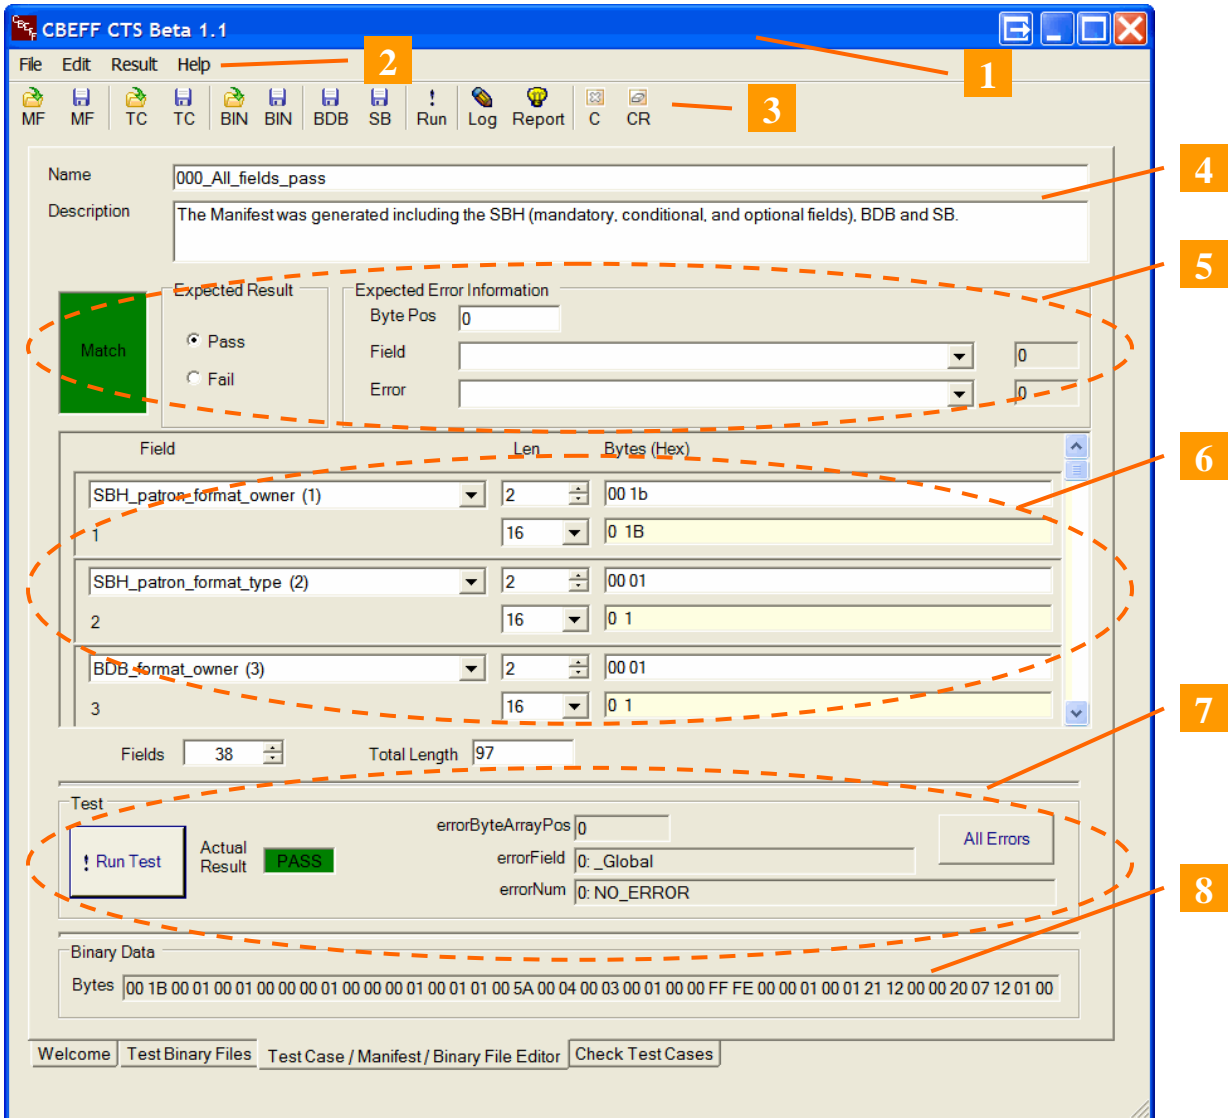 CBEFF CBEFF CTS Beta 1.1
1
File Edit Result Help
2
MF MF TC TC BIN BIN BDB SB ! Run Log Report C CR
3
Name 000_All_fields_pass
4
Description The Manifest was generated including the SBH (mandatory, conditional, and optional fields), BDB and SB.
5
Expected Result Expected Error Information
Match
Pass
Fail
Byte Pos 0
Field 0
Error 0
Field Len Bytes (Hex)
6
SBH_patron_format_owner (1) 2 00 1b
1 16 0 1B
SBH_patron_format_type (2) 2 00 01
2 16 0 1
BDB_format_owner (3) 2 00 01
3 16 0 1
7
Fields 38 Total Length 97
Test
! Run Test
Actual
Result
PASS
errorByteArrayPos 0
errorField 0: _Global
errorNum 0: NO_ERROR
All Errors
8
Binary Data
Bytes 00 1B 00 01 00 01 00 00 00 01 00 00 00 01 00 01 01 00 5A 00 04 00 03 00 01 00 00 FF FE 00 00 01 00 01 21 12 00 00 20 07 12 01 00
Welcome Test Binary Files Test Case / Manifest / Binary File Editor Check Test Cases